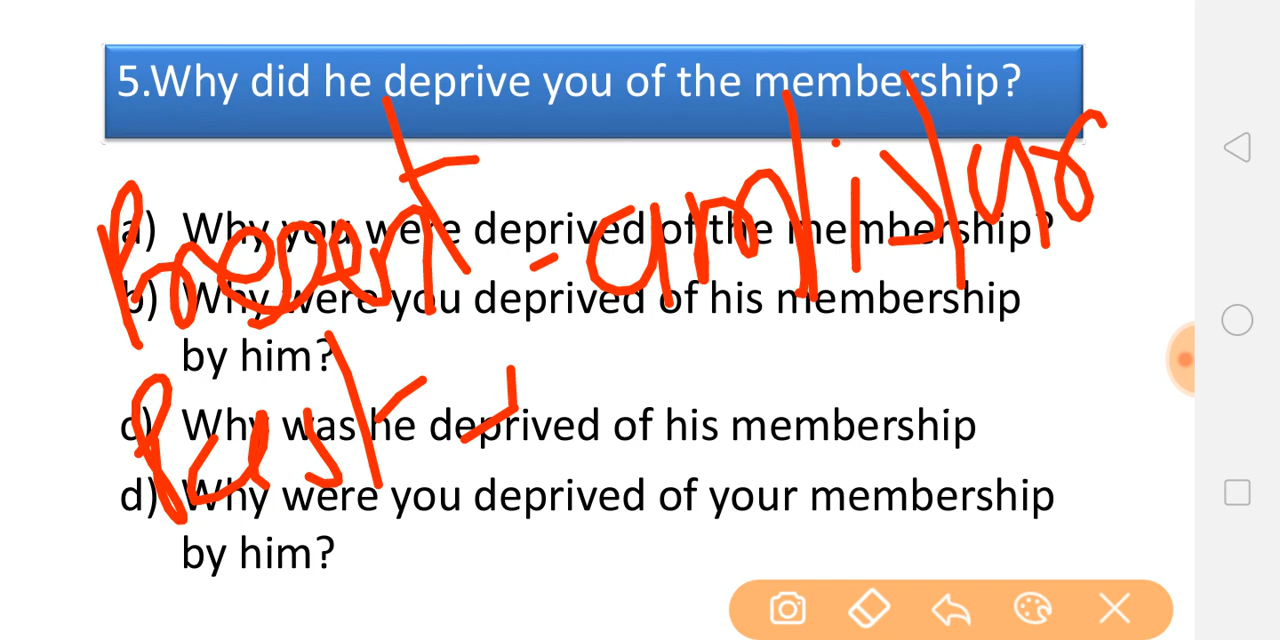 5.Why did he deprive you of the membership?
Present - am/is/are
a) Why you were deprived of the membership?
b) Why were you deprived of his membership
by him?
Past -
c) Why was he deprived of his membership
d) Why were you deprived of your membership
by him?